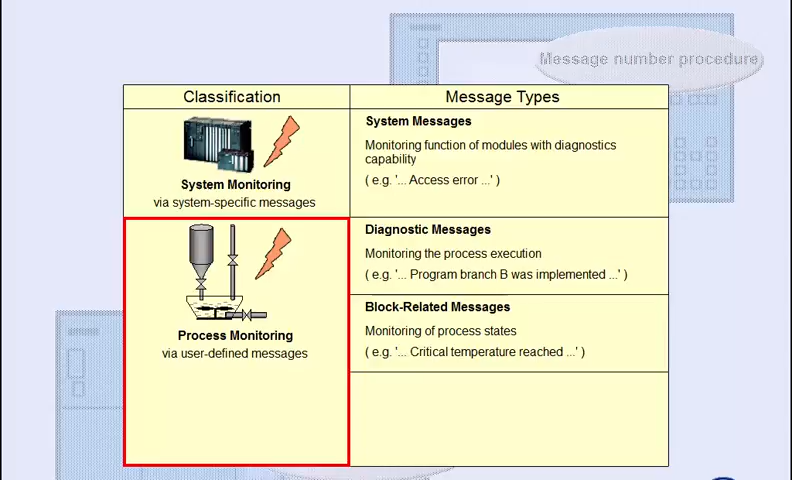 Message number procedure
Classification
Message Types
System Monitoring
via system-specific messages
System Messages
Monitoring function of modules with diagnostics
capability
( e.g. '... Access error ...' )
Process Monitoring
via user-defined messages
Diagnostic Messages
Monitoring the process execution
( e.g. '... Program branch B was implemented ...' )
Block-Related Messages
Monitoring of process states
( e.g. '... Critical temperature reached ...' )